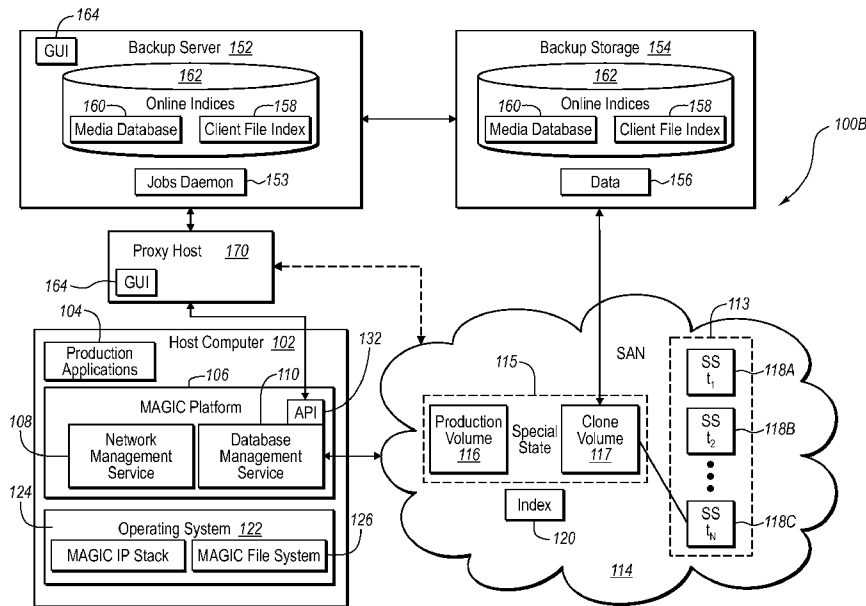 164
GUI
Backup Server 152
162
Online Indices
160
158
Media Database
Client File Index
Jobs Daemon
153
Backup Storage 154
162
Online Indices
160
158
Media Database
Client File Index
Data
156
100B
Proxy Host 170
164
GUI
104
Host Computer 102
132
Production
Applications
106
110
MAGIC Platform
API
108
Network
Management
Service
Database
Management
Service
124
Operating System 122
126
MAGIC IP Stack
MAGIC File System
SAN
113
115
Production
Volume
116
Special
State
Clone
Volume
117
Index
120
114
SS
t1
118A
SS
t2
118B
SS
tN
118C